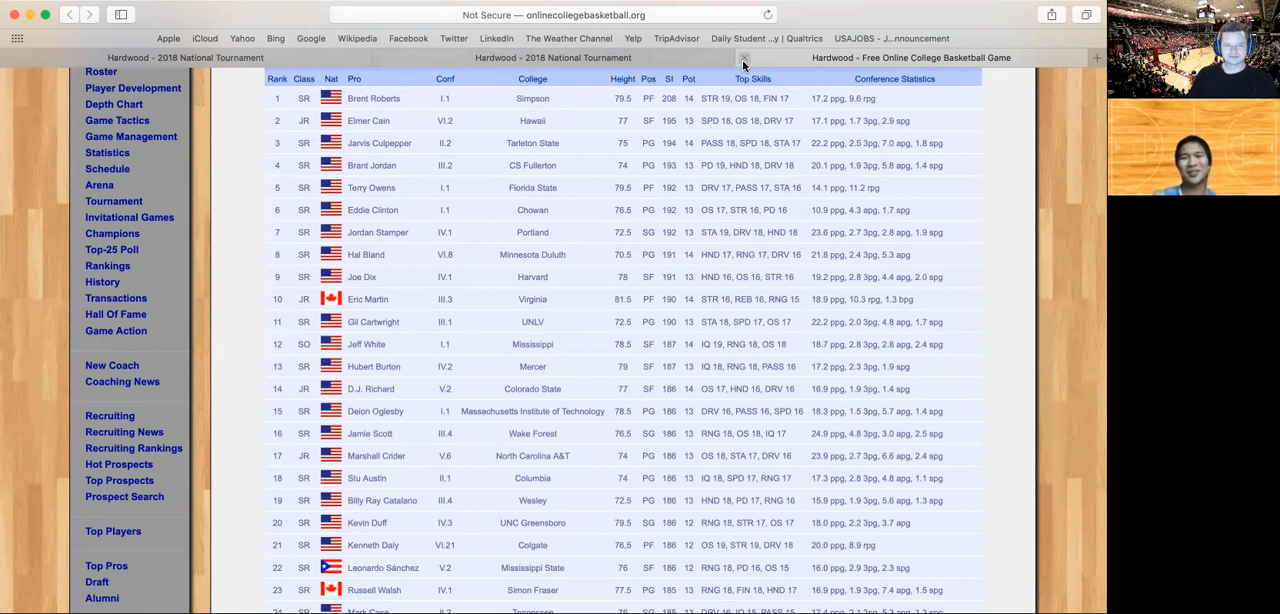 Not Secure — onlinecollegebasketball.org
Apple iCloud Yahoo Bing Google Wikipedia Facebook Twitter LinkedIn The Weather Channel Yelp TripAdvisor Daily Student ...y | Qualtrics USAJOBS - J...nnouncement
Hardwood - 2018 National Tournament Hardwood - 2018 National Tournament Hardwood - Free Online College Basketball Game
Roster
Player Development
Depth Chart
Game Tactics
Game Management
Statistics
Schedule
Arena
Tournament
Invitational Games
Champions
Top-25 Poll
Rankings
History
Transactions
Hall Of Fame
Game Action
New Coach
Coaching News
Recruiting
Recruiting News
Recruiting Rankings
Hot Prospects
Top Prospects
Prospect Search
Top Players
Top Pros
Draft
Alumni
Rank Class Nat Pro Conf College Height Pos SI Pot Top Skills Conference Statistics
1 SR Brent Roberts I.1 Simpson 79.5 PF 208 14 STR 19, OS 18, FIN 17 17.2 ppg, 9.6 rpg
2 JR Elmer Cain VI.2 Hawaii 77 SF 195 13 SPD 18, OS 18, DRV 17 17.1 ppg, 1.7 3pg, 2.9 spg
3 SR Jarvis Culpepper II.2 Tarleton State 75 PG 194 14 PASS 18, SPD 18, STA 17 22.2 ppg, 2.5 3pg, 7.0 apg, 1.8 spg
4 SR Brant Jordan III.2 CS Fullerton 74 PG 193 13 PD 19, HND 18, DRV 18 20.1 ppg, 1.9 3pg, 5.8 apg, 1.4 spg
5 SR Terry Owens I.1 Florida State 79.5 PF 192 13 DRV 17, PASS 17, STA 16 14.1 ppg, 11.2 rpg
6 SR Eddie Clinton I.1 Chowan 76.5 PG 192 13 OS 17, STR 16, PD 16 10.9 ppg, 4.3 apg, 1.7 spg
7 SR Jordan Stamper IV.1 Portland 72.5 SG 192 13 STA 19, DRV 19, HND 18 23.6 ppg, 2.7 3pg, 2.8 apg, 1.9 spg
8 SR Hal Bland VI.8 Minnesota Duluth 70.5 PG 191 14 HND 17, RNG 17, DRV 17 21.8 ppg, 2.4 3pg, 5.3 apg
9 SR Joe Dix IV.1 Harvard 78 SF 191 13 HND 16, OS 16, STR 16 19.2 ppg, 2.8 3pg, 4.4 apg, 2.0 spg
10 JR Eric Martin III.3 Virginia 81.5 PF 190 14 STR 16, REB 16, RNG 15 18.9 ppg, 10.3 rpg, 1.3 bpg
11 SR Gil Cartwright III.1 UNLV 72.5 PG 190 13 STA 18, SPD 17, OS 17 22.2 ppg, 2.0 3pg, 4.8 apg, 1.7 spg
12 SO Jeff White I.1 Mississippi 78.5 SF 187 14 IQ 19, RNG 18, OS 18 18.7 ppg, 2.8 3pg, 2.8 apg, 2.4 spg
13 SR Hubert Burton IV.2 Mercer 79 SF 187 13 IQ 18, RNG 18, PASS 16 17.2 ppg, 2.3 3pg, 1.9 spg
14 JR D.J. Richard V.2 Colorado State 77 SF 186 14 OS 17, HND 16, DRV 16 16.9 ppg, 1.9 3pg, 1.4 spg
15 SR Deion Oglesby I.1 Massachusetts Institute of Technology 78.5 PG 186 13 DRV 16, PASS 16, SPD 16 18.3 ppg, 1.5 3pg, 5.7 apg, 1.4 spg
16 SR Jamie Scott III.4 Wake Forest 76.5 SG 186 13 RNG 18, OS 18, IQ 17 24.9 ppg, 4.8 3pg, 3.0 apg, 2.5 spg
17 JR Marshall Crider V.6 North Carolina A&T 74 PG 186 13 OS 18, STA 17, DRV 17 23.9 ppg, 2.7 3pg, 6.6 apg, 2.4 spg
18 SR Stu Austin II.1 Columbia 74 PG 186 13 IQ 18, SPD 17, RNG 17 17.3 ppg, 2.8 3pg, 4.8 apg, 1.1 spg
19 SR Billy Ray Catalano III.4 Wesley 72.5 PG 186 13 HND 18, PD 17, RNG 16 15.9 ppg, 1.9 3pg, 5.6 apg, 1.3 spg
20 SR Kevin Duff IV.3 UNC Greensboro 79.5 SG 186 12 RNG 18, STR 17, OS 17 18.0 ppg, 2.2 3pg, 3.7 apg
21 SR Kenneth Daly VI.21 Colgate 76.5 PF 186 12 OS 19, STR 19, DRV 18 20.0 ppg, 8.9 rpg
22 SR Leonardo Sánchez V.2 Mississippi State 76 SF 186 12 RNG 18, PD 16, OS 15 16.0 ppg, 2.9 3pg, 2.3 spg
23 SR Russell Walsh IV.1 Simon Fraser 77.5 PG 185 13 RNG 18, FIN 18, HND 17 16.9 ppg, 1.9 3pg, 7.4 apg, 1.5 spg